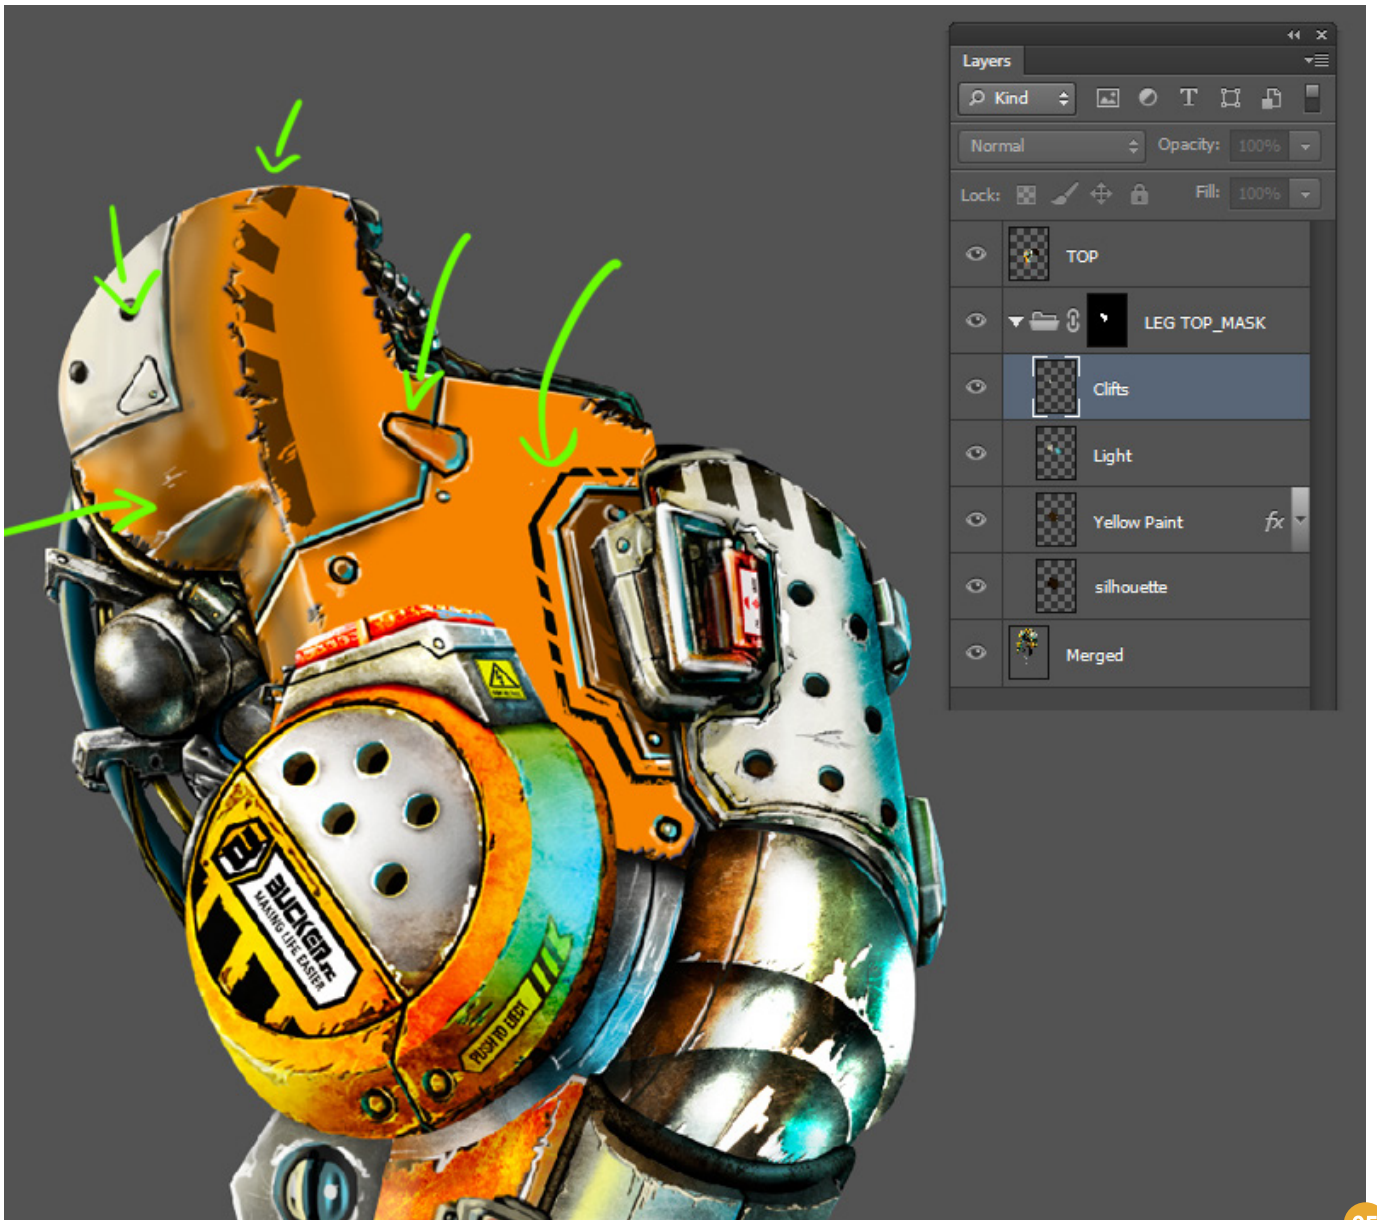 Layers
Kind
T
Normal
Opacity:
100%
Lock:
Fill:
100%
TOP
LEG TOP_MASK
Clifts
Light
Yellow Paint
fx
silhouette
Merged
BUCKER
MAKING LIFE EASIER
PUSH TO EJECT